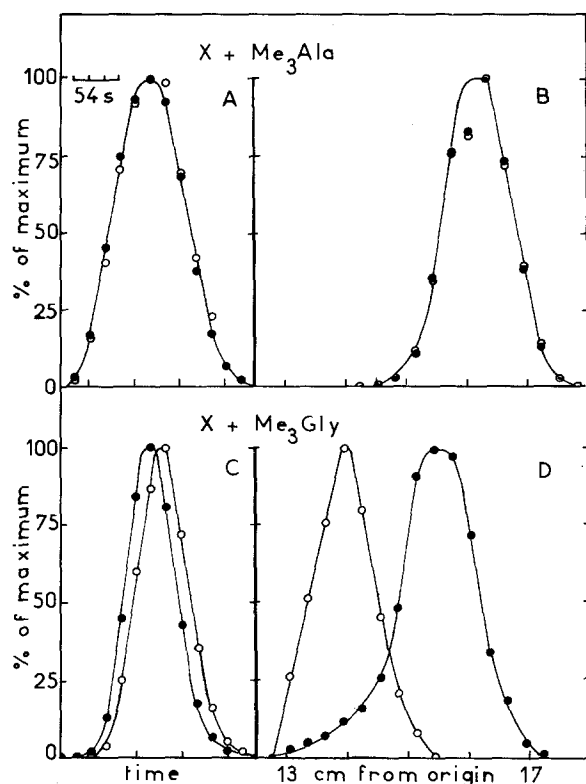 X + Me₃Ala
100
75
50
25
0
% of maximum
54 s
A
B
X + Me₃Gly
100
75
50
25
0
% of maximum
C
D
time
13 cm from origin 17